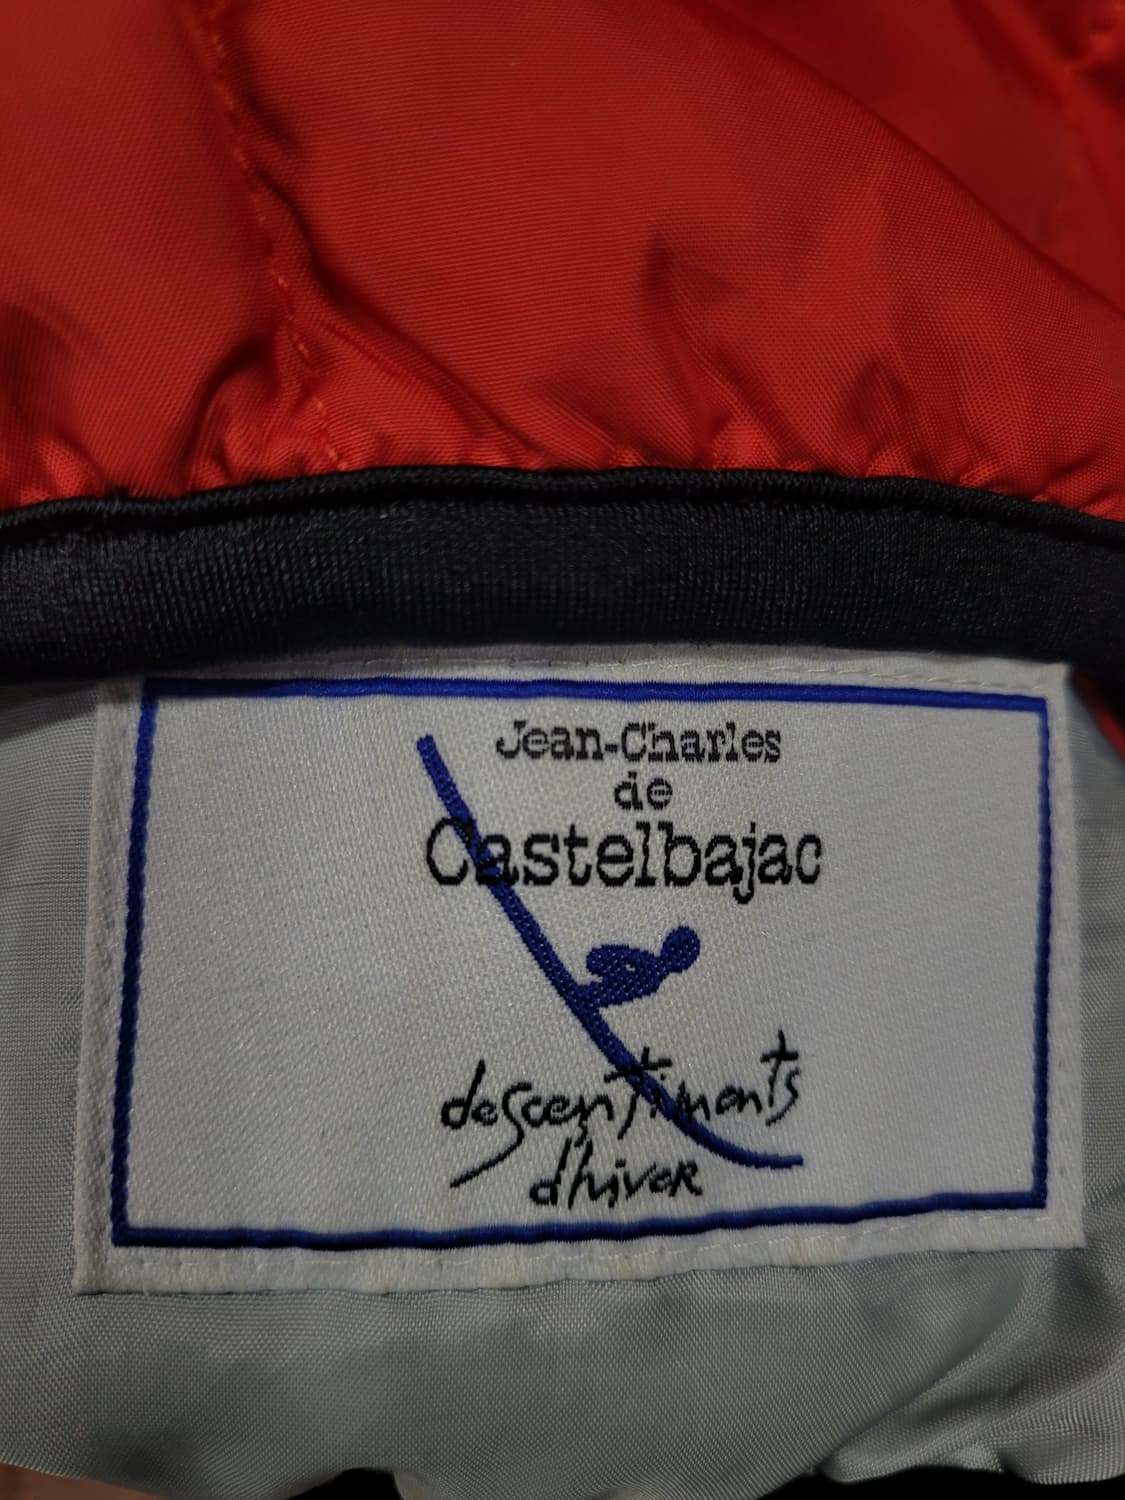 Jean-Charles
de
Castelbajac
descentiments
d'hiver